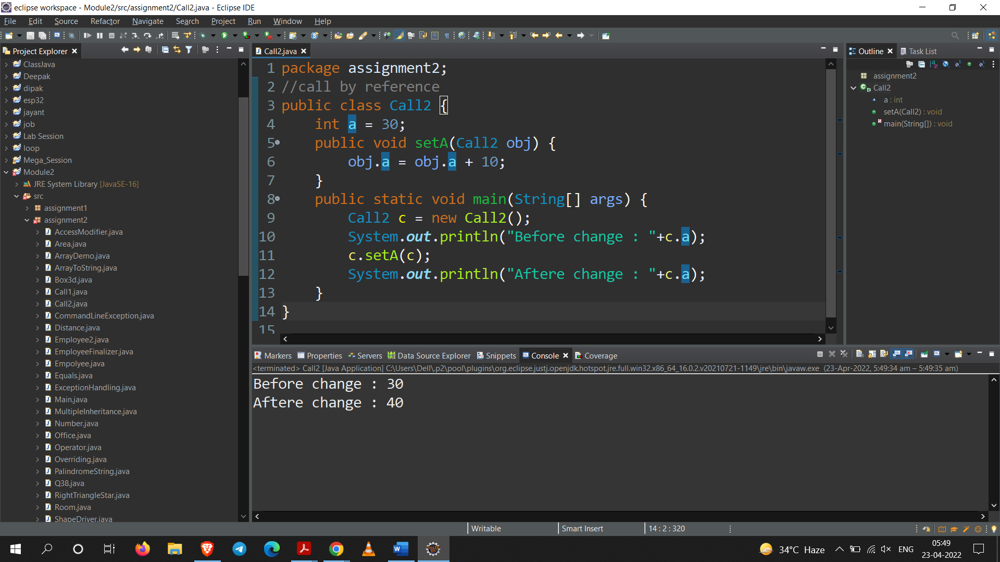 eclipse workspace - Module2/src/assignment2/Call2.java - Eclipse IDE
File Edit Source Refactor Navigate Search Project Run Window Help
Project Explorer
ClassJava
Deepak
dipak
esp32
jayant
job
Lab Session
loop
Mega_Session
Module2
JRE System Library [JavaSE-16]
src
assignment1
assignment2
AccessModifier.java
Area.java
ArrayDemo.java
ArrayToString.java
Box3d.java
Call1.java
Call2.java
CommandLineException.java
Distance.java
Employee2.java
EmployeeFinalizer.java
Empolyee.java
Equals.java
ExceptionHandling.java
Main.java
MultipleInheritance.java
Number.java
Office.java
Operator.java
Overriding.java
PalindromeString.java
Q38.java
RightTriangleStar.java
Room.java
ShapeDriver.java
Call2.java
1 package assignment2;
2 //call by reference
3 public class Call2 {
4 int a = 30;
5 public void setA(Call2 obj) {
6 obj.a = obj.a + 10;
7 }
8 public static void main(String[] args) {
9 Call2 c = new Call2();
10 System.out.println("Before change : "+c.a);
11 c.setA(c);
12 System.out.println("Aftere change : "+c.a);
13 }
14 }
15
Outline Task List
assignment2
Call2
a : int
setA(Call2) : void
main(String[]) : void
Markers Properties Servers Data Source Explorer Snippets Console Coverage
<terminated> Call2 [Java Application] C:\Users\Dell\.p2\pool\plugins\org.eclipse.justj.openjdk.hotspot.jre.full.win32.x86_64_16.0.2.v20210721-1149\jre\bin\javaw.exe (23-Apr-2022, 5:49:34 am – 5:49:35 am)
Before change : 30
Aftere change : 40
Writable Smart Insert 14 : 2 : 320
34°C Haze ENG 05:49
23-04-2022